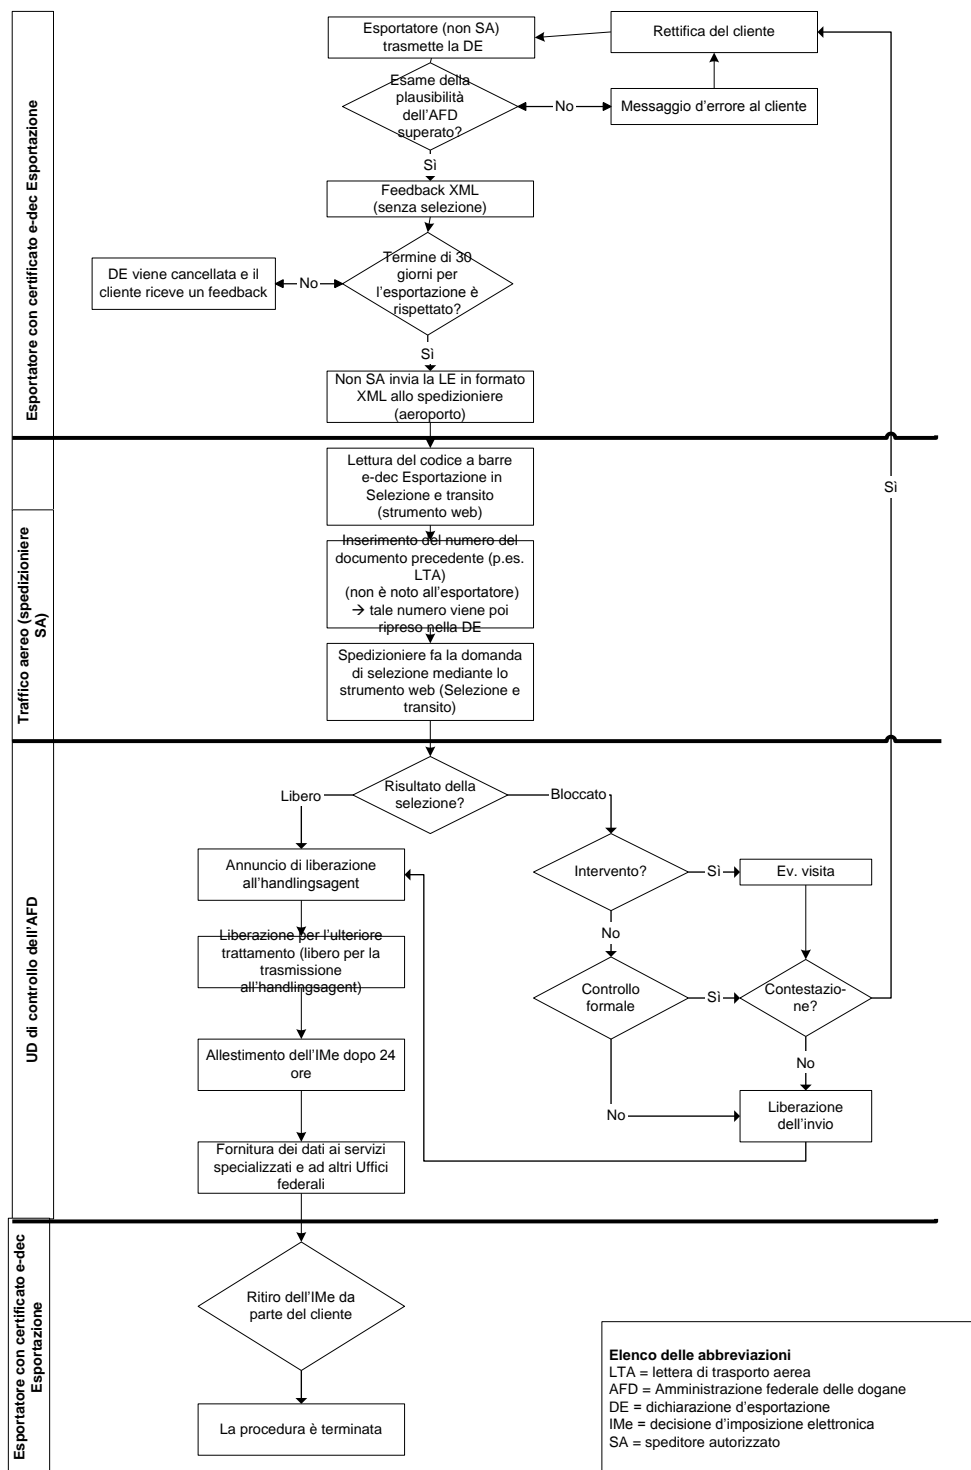 Esportatore con certificato e-dec Esportazione
Esportatore (non SA)
trasmette la DE
Rettifica del cliente
Esame della
plausibilità
dell'AFD
superato?
No
Messaggio d'errore al cliente
Sì
Feedback XML
(senza selezione)
Termine di 30
giorni per
l'esportazione è
rispettato?
No
DE viene cancellata e il
cliente riceve un feedback
Sì
Non SA invia la LE in formato
XML allo spedizioniere
(aeroporto)
Traffico aereo (spedizioniere
SA)
Lettura del codice a barre
e-dec Esportazione in
Selezione e transito
(strumento web)
Sì
Inserimento del numero del
documento precedente (p.es.
LTA)
(non è noto all'esportatore)
→ tale numero viene poi
ripreso nella DE
Spedizioniere fa la domanda
di selezione mediante lo
strumento web (Selezione e
transito)
UD di controllo dell'AFD
Risultato della
selezione?
Libero
Bloccato
Annuncio di liberazione
all'handlingsagent
Intervento?
Sì
Ev. visita
No
Liberazione per l'ulteriore
trattamento (libero per la
trasmissione
all'handlingsagent)
Controllo
formale
Sì
Contestazio-
ne?
Allestimento dell'IMe dopo 24
ore
No
No
Liberazione
dell'invio
Fornitura dei dati ai servizi
specializzati e ad altri Uffici
federali
Esportatore con certificato e-dec
Esportazione
Ritiro dell'IMe da
parte del cliente
La procedura è terminata
Elenco delle abbreviazioni
LTA = lettera di trasporto aerea
AFD = Amministrazione federale delle dogane
DE = dichiarazione d'esportazione
IMe = decisione d'imposizione elettronica
SA = speditore autorizzato